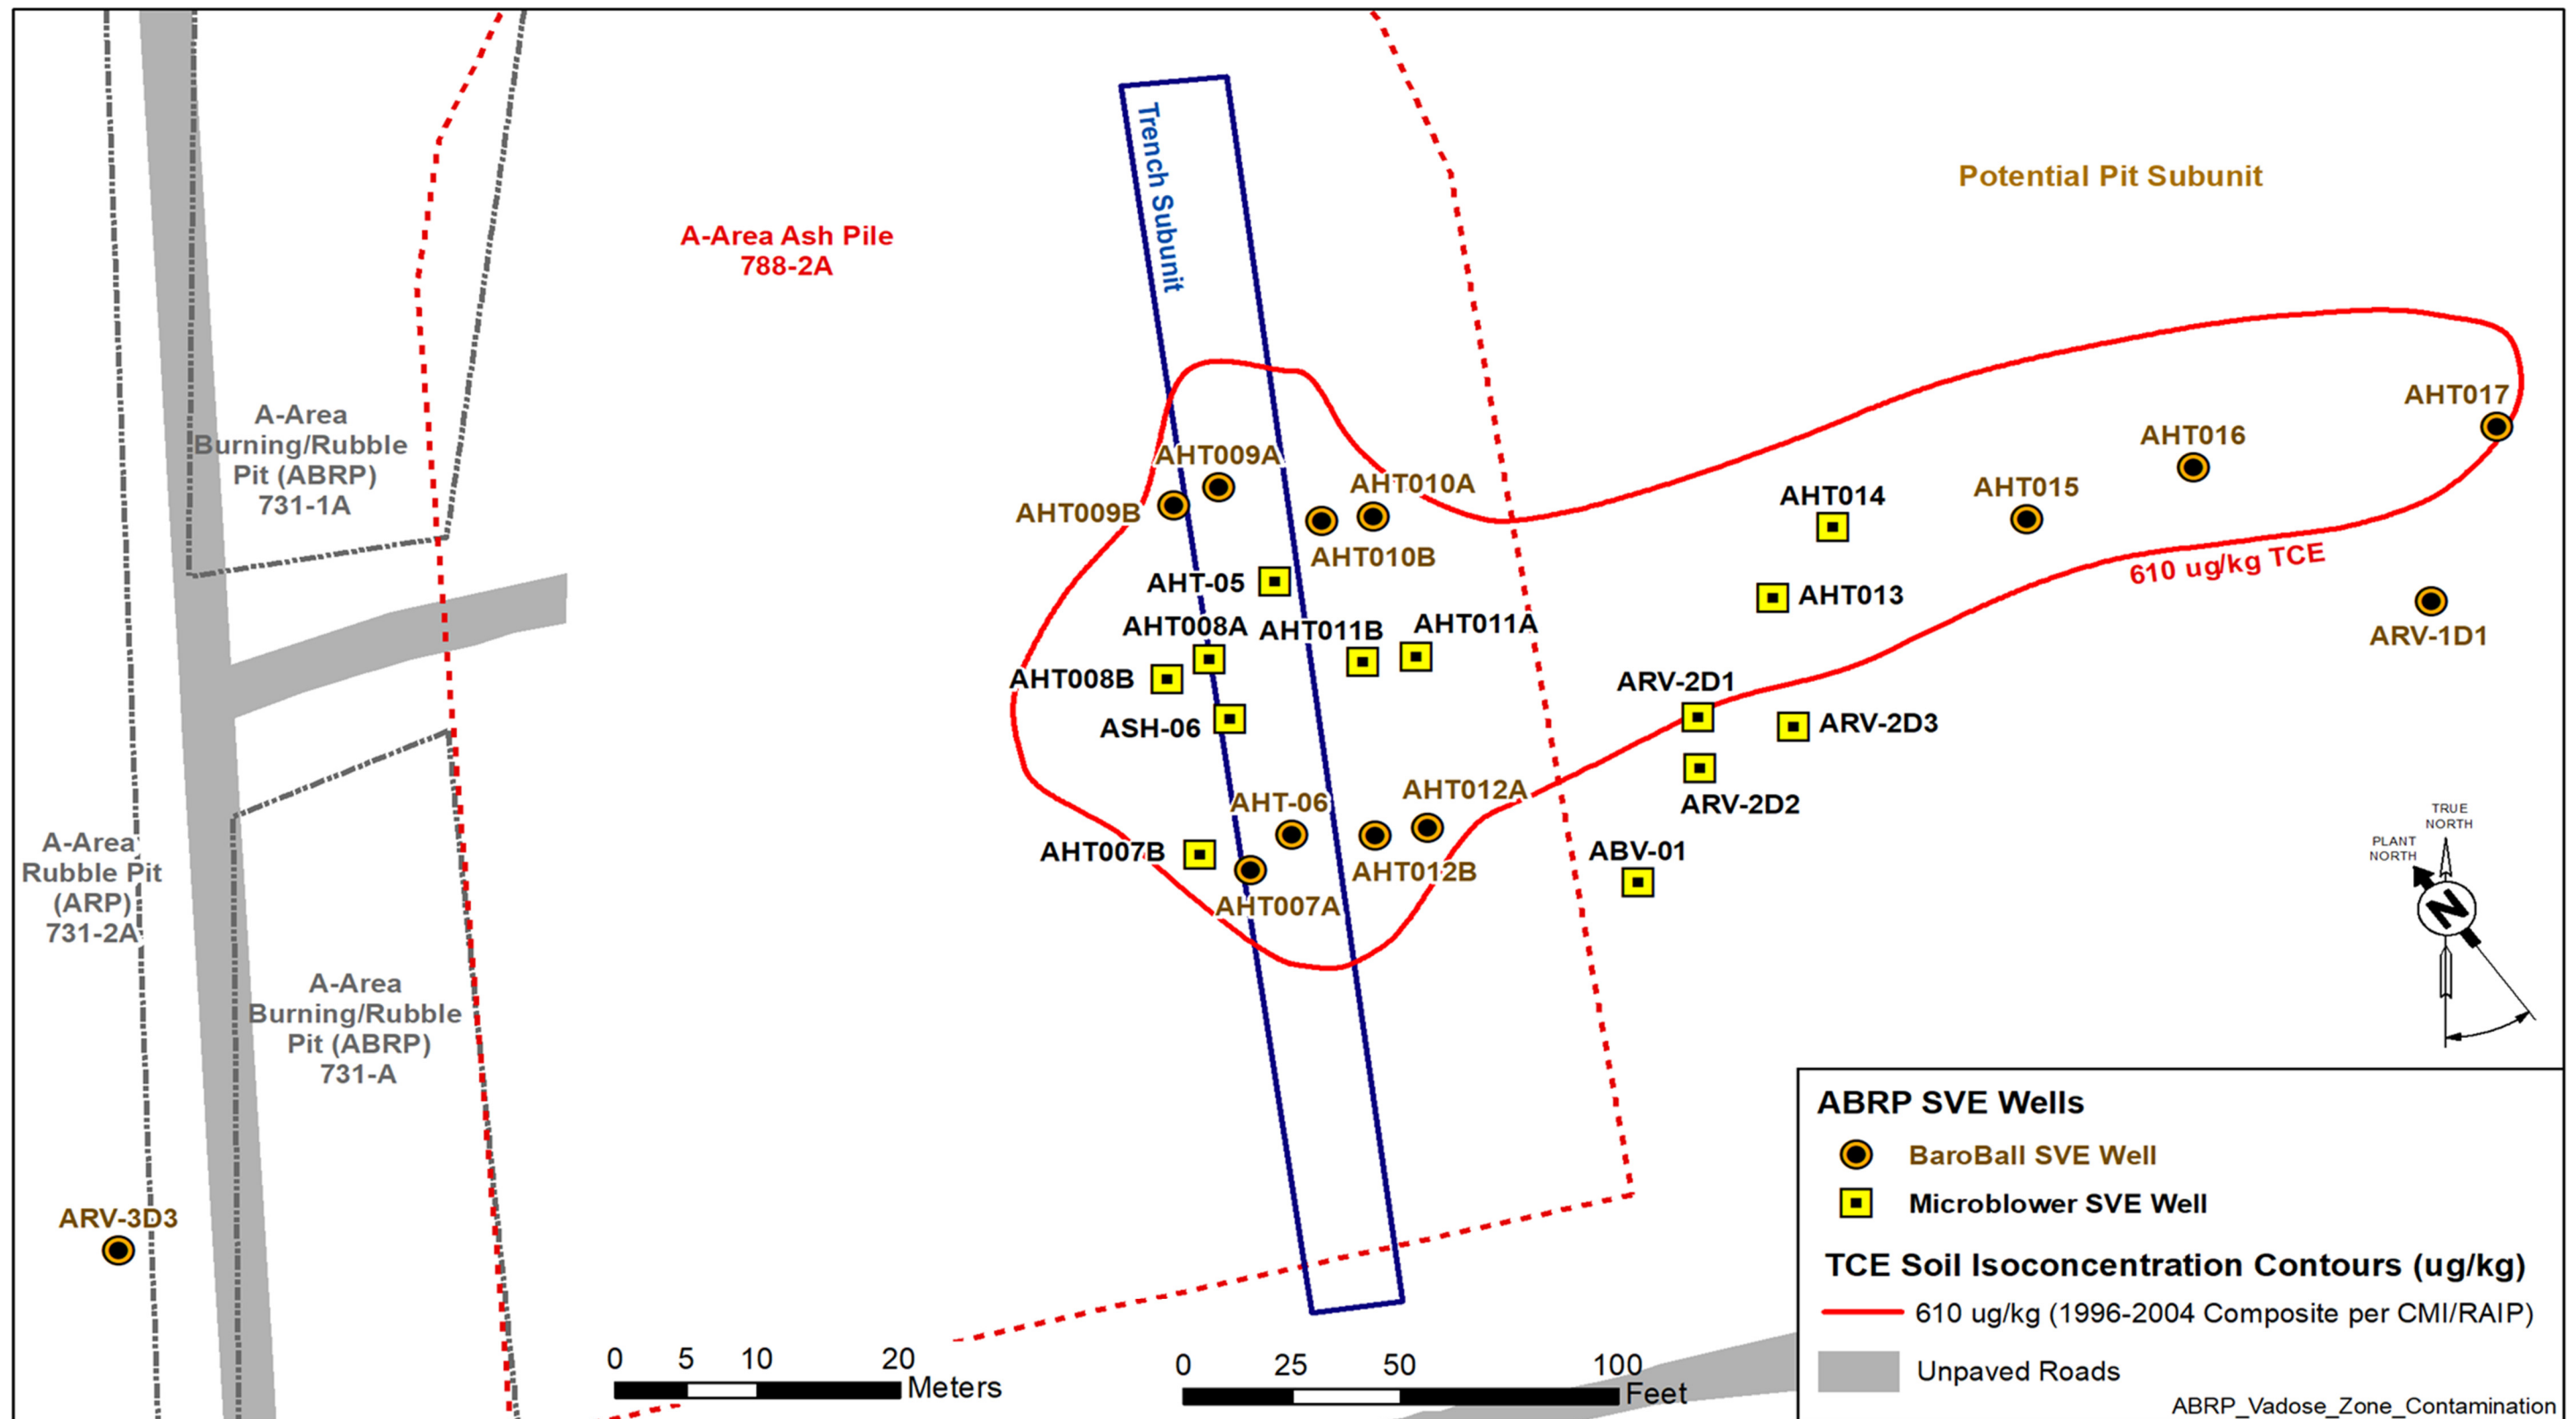 Trench Subunit
Potential Pit Subunit
A-Area Ash Pile
788-2A
A-Area
Burning/Rubble
Pit (ABRP)
731-1A
AHT017
AHT016
AHT015
AHT014
AHT013
AHT009A
AHT009B
AHT010A
AHT010B
610 ug/kg TCE
AHT-05
AHT008A
AHT011B
AHT011A
AHT008B
ASH-06
ARV-1D1
ARV-2D1
ARV-2D3
ARV-2D2
AHT-06
AHT012A
AHT012B
AHT007B
AHT007A
ABV-01
A-Area
Rubble Pit
(ARP)
731-2A
A-Area
Burning/Rubble
Pit (ABRP)
731-A
ARV-3D3
TRUE
NORTH
PLANT
NORTH
N
ABRP SVE Wells
BaroBall SVE Well
Microblower SVE Well
TCE Soil Isoconcentration Contours (ug/kg)
610 ug/kg (1996-2004 Composite per CMI/RAIP)
Unpaved Roads
ABRP_Vadose_Zone_Contamination
0 5 10 20
Meters
0 25 50 100
Feet